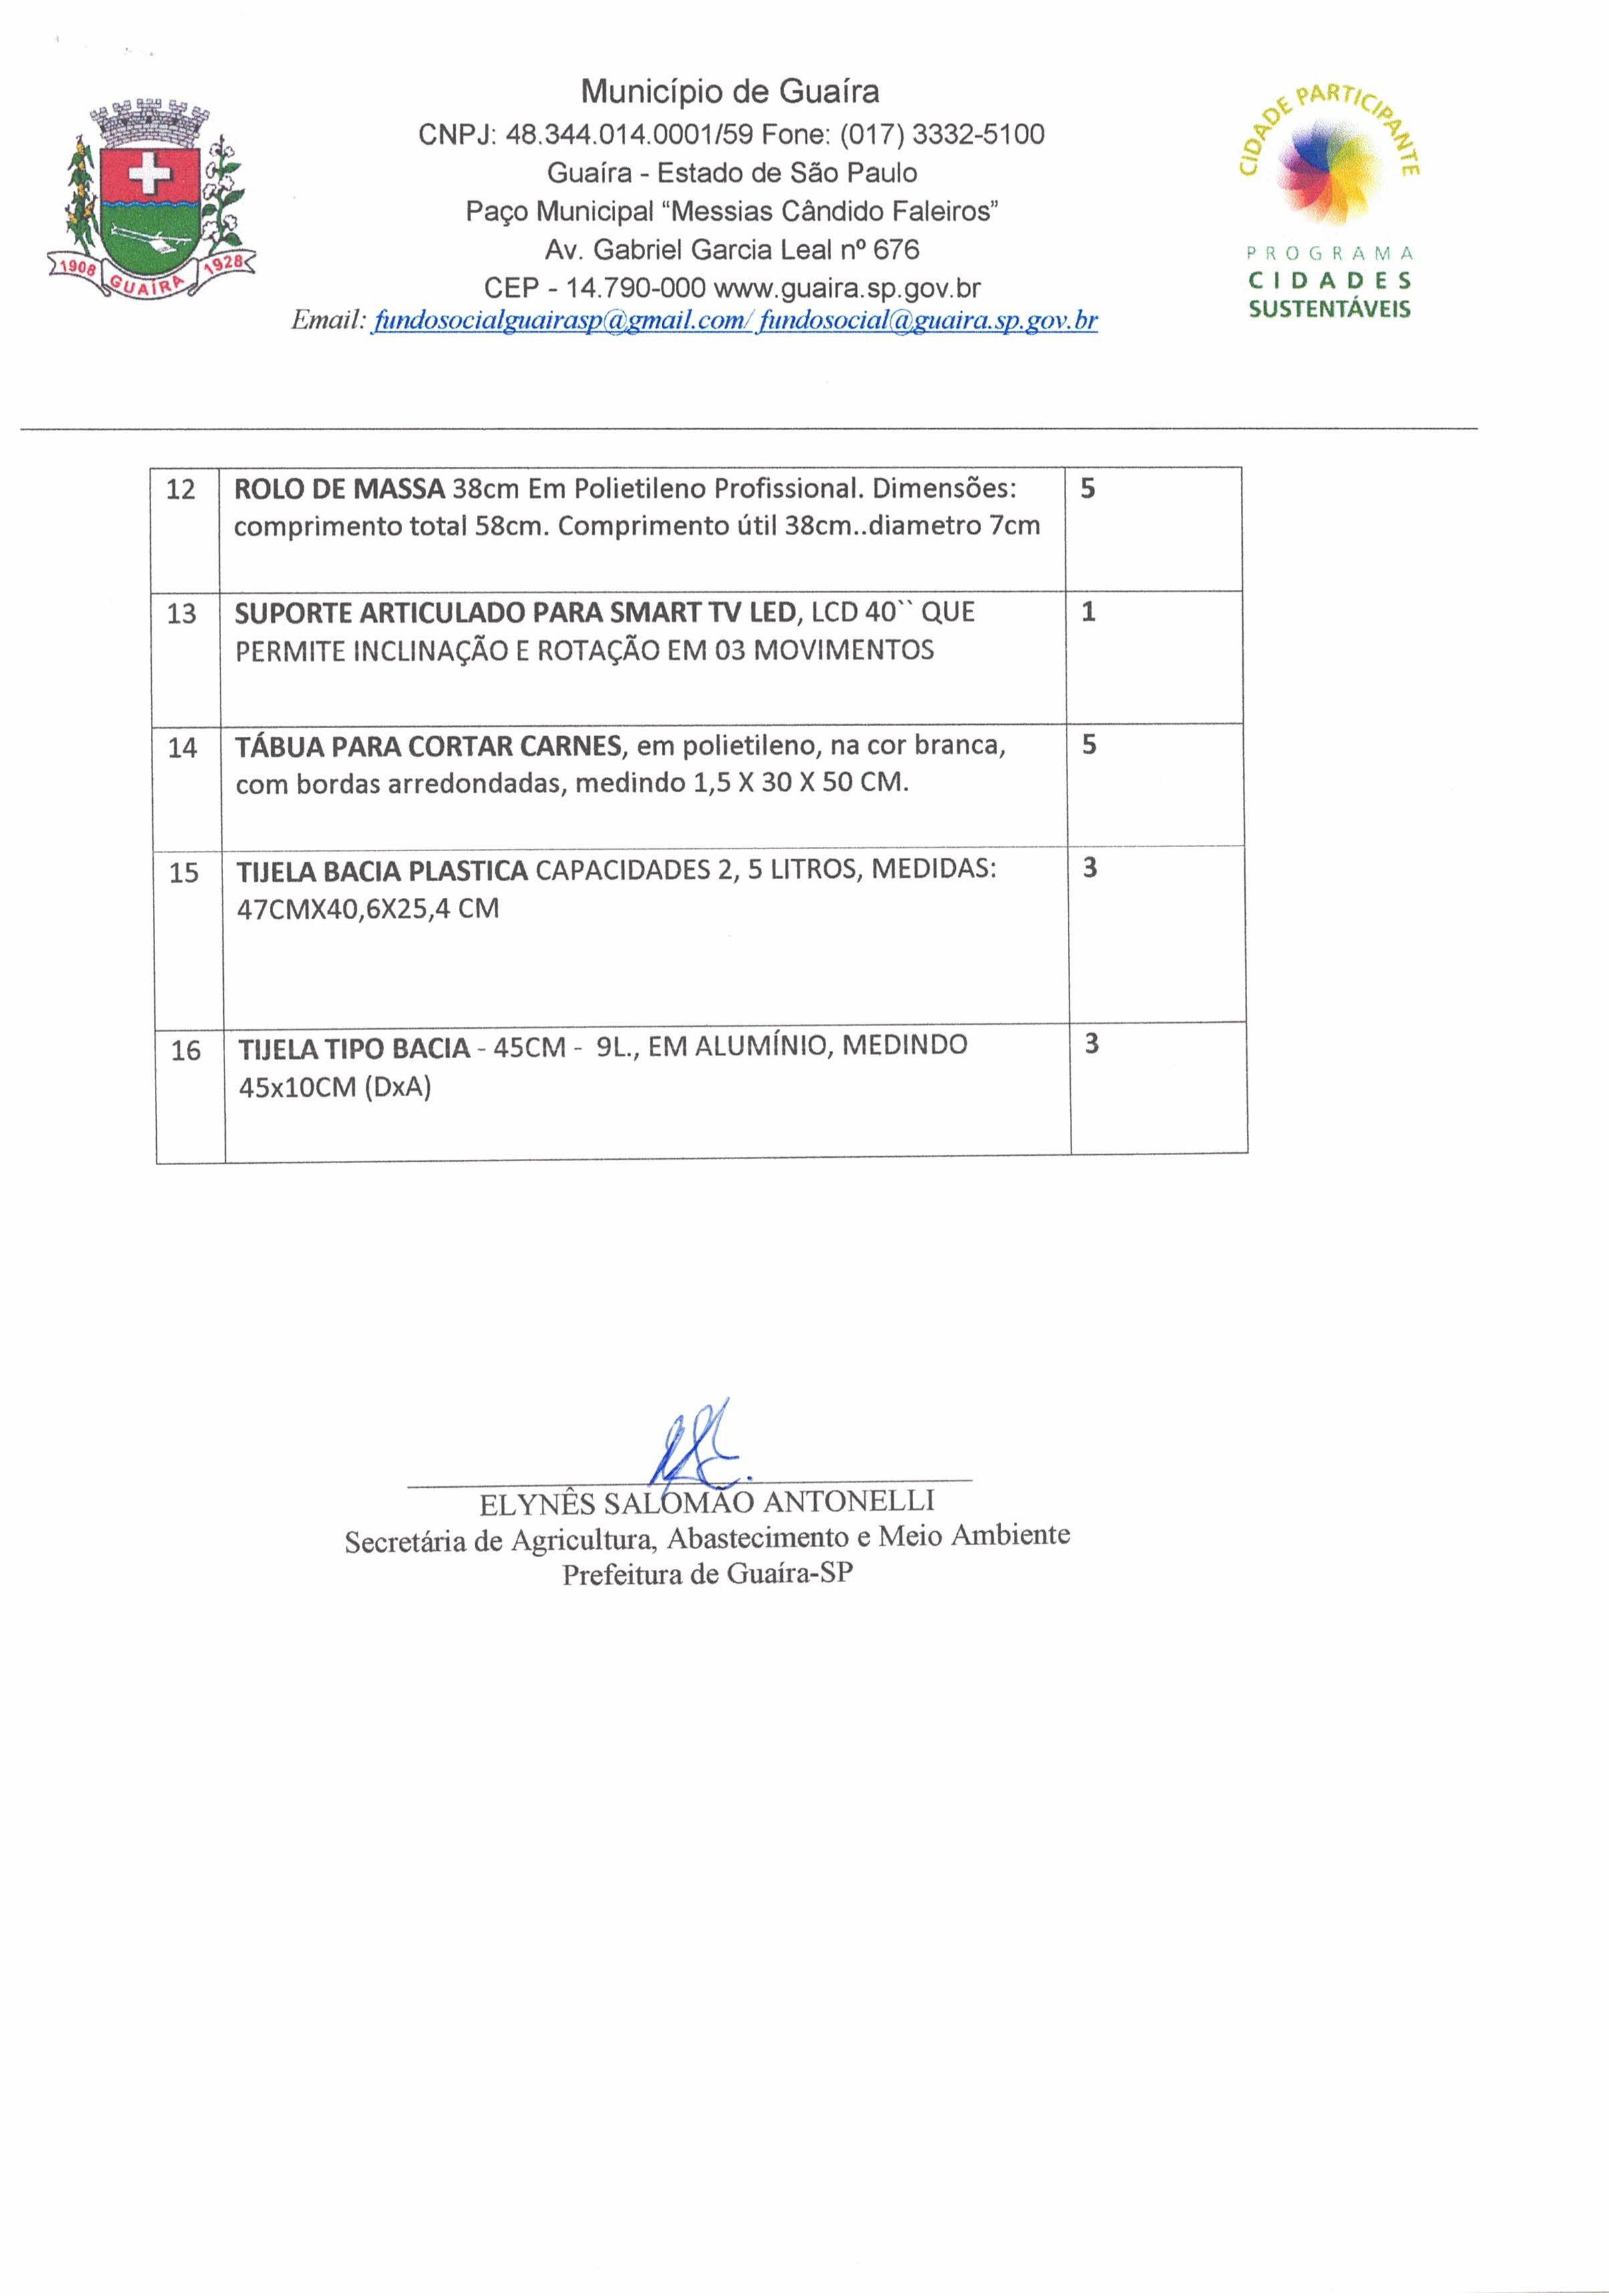 Município de Guaíra
CNPJ: 48.344.014.0001/59 Fone: (017) 3332-5100
Guaíra - Estado de São Paulo
Paço Municipal “Messias Cândido Faleiros”
Av. Gabriel Garcia Leal nº 676
CEP - 14.790-000 www.guaira.sp.gov.br
Email: fundosocialguairasp@gmail.com/ fundosocial@guaira.sp.gov.br
1908 GUAÍRA 1928
CIDADE PARTICIPANTE
PROGRAMA
CIDADES
SUSTENTÁVEIS
12 ROLO DE MASSA 38cm Em Polietileno Profissional. Dimensões: 5
comprimento total 58cm. Comprimento útil 38cm..diametro 7cm
13 SUPORTE ARTICULADO PARA SMART TV LED, LCD 40`` QUE 1
PERMITE INCLINAÇÃO E ROTAÇÃO EM 03 MOVIMENTOS
14 TÁBUA PARA CORTAR CARNES, em polietileno, na cor branca, 5
com bordas arredondadas, medindo 1,5 X 30 X 50 CM.
15 TIJELA BACIA PLASTICA CAPACIDADES 2, 5 LITROS, MEDIDAS: 3
47CMX40,6X25,4 CM
16 TIJELA TIPO BACIA - 45CM - 9L., EM ALUMÍNIO, MEDINDO 3
45x10CM (DxA)
ELYNÊS SALOMÃO ANTONELLI
Secretária de Agricultura, Abastecimento e Meio Ambiente
Prefeitura de Guaíra-SP